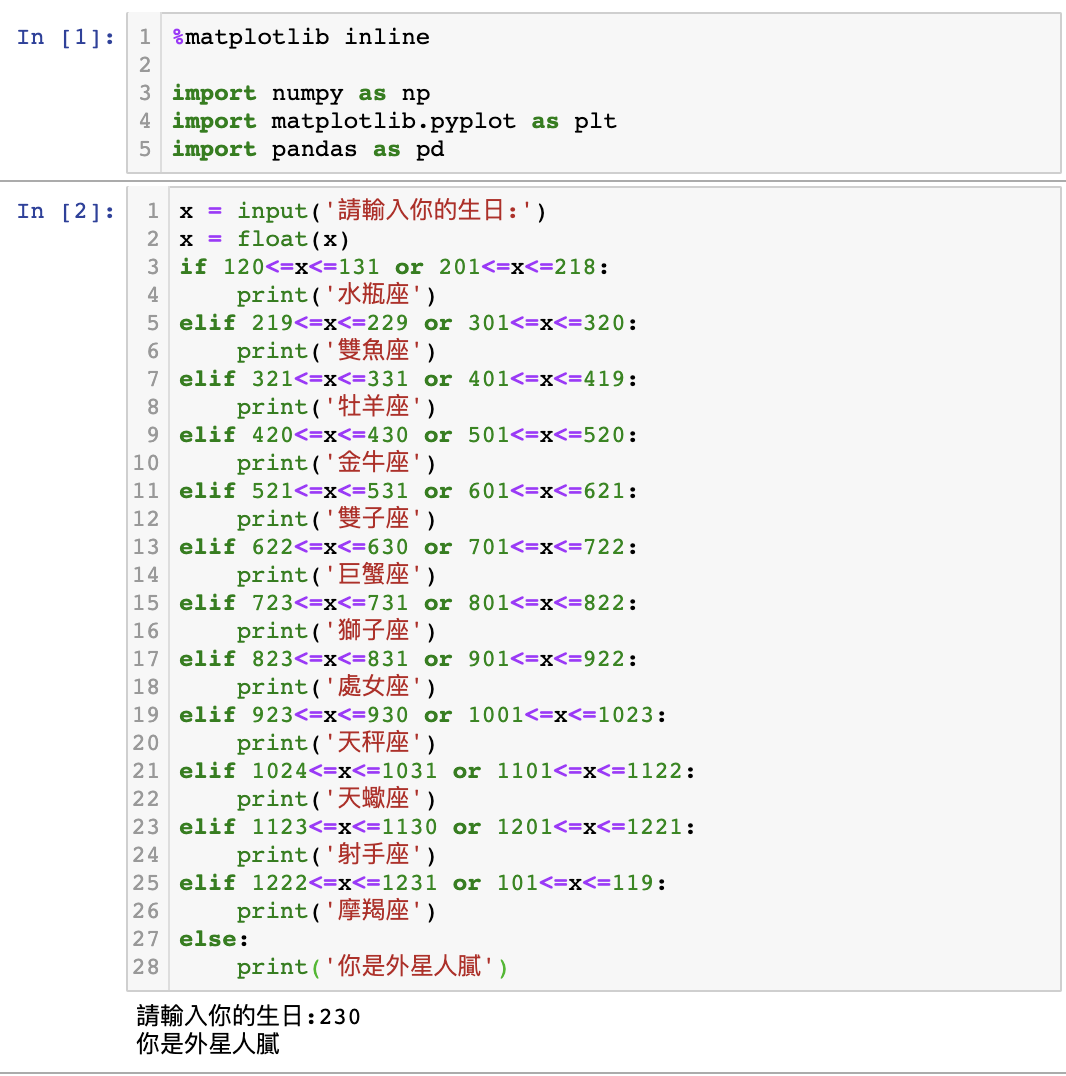 In [1]:
1 %matplotlib inline
2
3 import numpy as np
4 import matplotlib.pyplot as plt
5 import pandas as pd
In [2]:
1 x = input('請輸入你的生日:')
2 x = float(x)
3 if 120<=x<=131 or 201<=x<=218:
4     print('水瓶座')
5 elif 219<=x<=229 or 301<=x<=320:
6     print('雙魚座')
7 elif 321<=x<=331 or 401<=x<=419:
8     print('牡羊座')
9 elif 420<=x<=430 or 501<=x<=520:
10     print('金牛座')
11 elif 521<=x<=531 or 601<=x<=621:
12     print('雙子座')
13 elif 622<=x<=630 or 701<=x<=722:
14     print('巨蟹座')
15 elif 723<=x<=731 or 801<=x<=822:
16     print('獅子座')
17 elif 823<=x<=831 or 901<=x<=922:
18     print('處女座')
19 elif 923<=x<=930 or 1001<=x<=1023:
20     print('天秤座')
21 elif 1024<=x<=1031 or 1101<=x<=1122:
22     print('天蠍座')
23 elif 1123<=x<=1130 or 1201<=x<=1221:
24     print('射手座')
25 elif 1222<=x<=1231 or 101<=x<=119:
26     print('摩羯座')
27 else:
28     print('你是外星人膩')
請輸入你的生日:230
你是外星人膩